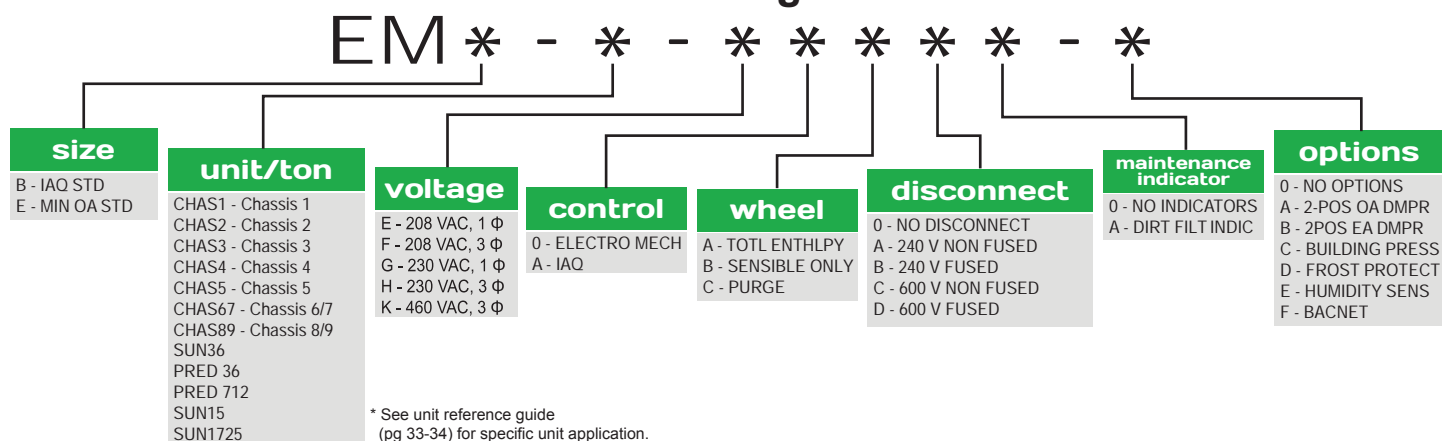 EM * - * - * * * * * - *
size
B - IAQ STD
E - MIN OA STD
unit/ton
CHAS1 - Chassis 1
CHAS2 - Chassis 2
CHAS3 - Chassis 3
CHAS4 - Chassis 4
CHAS5 - Chassis 5
CHAS67 - Chassis 6/7
CHAS89 - Chassis 8/9
SUN36
PRED 36
PRED 712
SUN15
SUN1725
voltage
E - 208 VAC, 1 Φ
F - 208 VAC, 3 Φ
G - 230 VAC, 1 Φ
H - 230 VAC, 3 Φ
K - 460 VAC, 3 Φ
control
0 - ELECTRO MECH
A - IAQ
wheel
A - TOTL ENTHLPY
B - SENSIBLE ONLY
C - PURGE
disconnect
0 - NO DISCONNECT
A - 240 V NON FUSED
B - 240 V FUSED
C - 600 V NON FUSED
D - 600 V FUSED
maintenance
indicator
0 - NO INDICATORS
A - DIRT FILT INDIC
options
0 - NO OPTIONS
A - 2-POS OA DMPR
B - 2POS EA DMPR
C - BUILDING PRESS
D - FROST PROTECT
E - HUMIDITY SENS
F - BACNET
* See unit reference guide
(pg 33-34) for specific unit application.